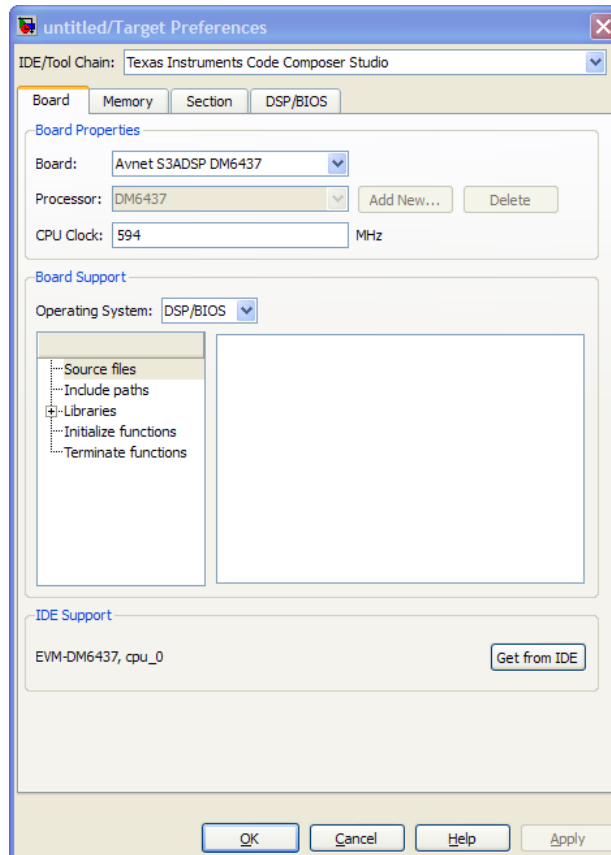 untitled/Target Preferences
IDE/Tool Chain: Texas Instruments Code Composer Studio
Board Memory Section DSP/BIOS
Board Properties
Board: Avnet S3ADSP DM6437
Processor: DM6437 Add New... Delete
CPU Clock: 594 MHz
Board Support
Operating System: DSP/BIOS
Source files
Include paths
Libraries
Initialize functions
Terminate functions
IDE Support
EVM-DM6437, cpu_0 Get from IDE
OK Cancel Help Apply